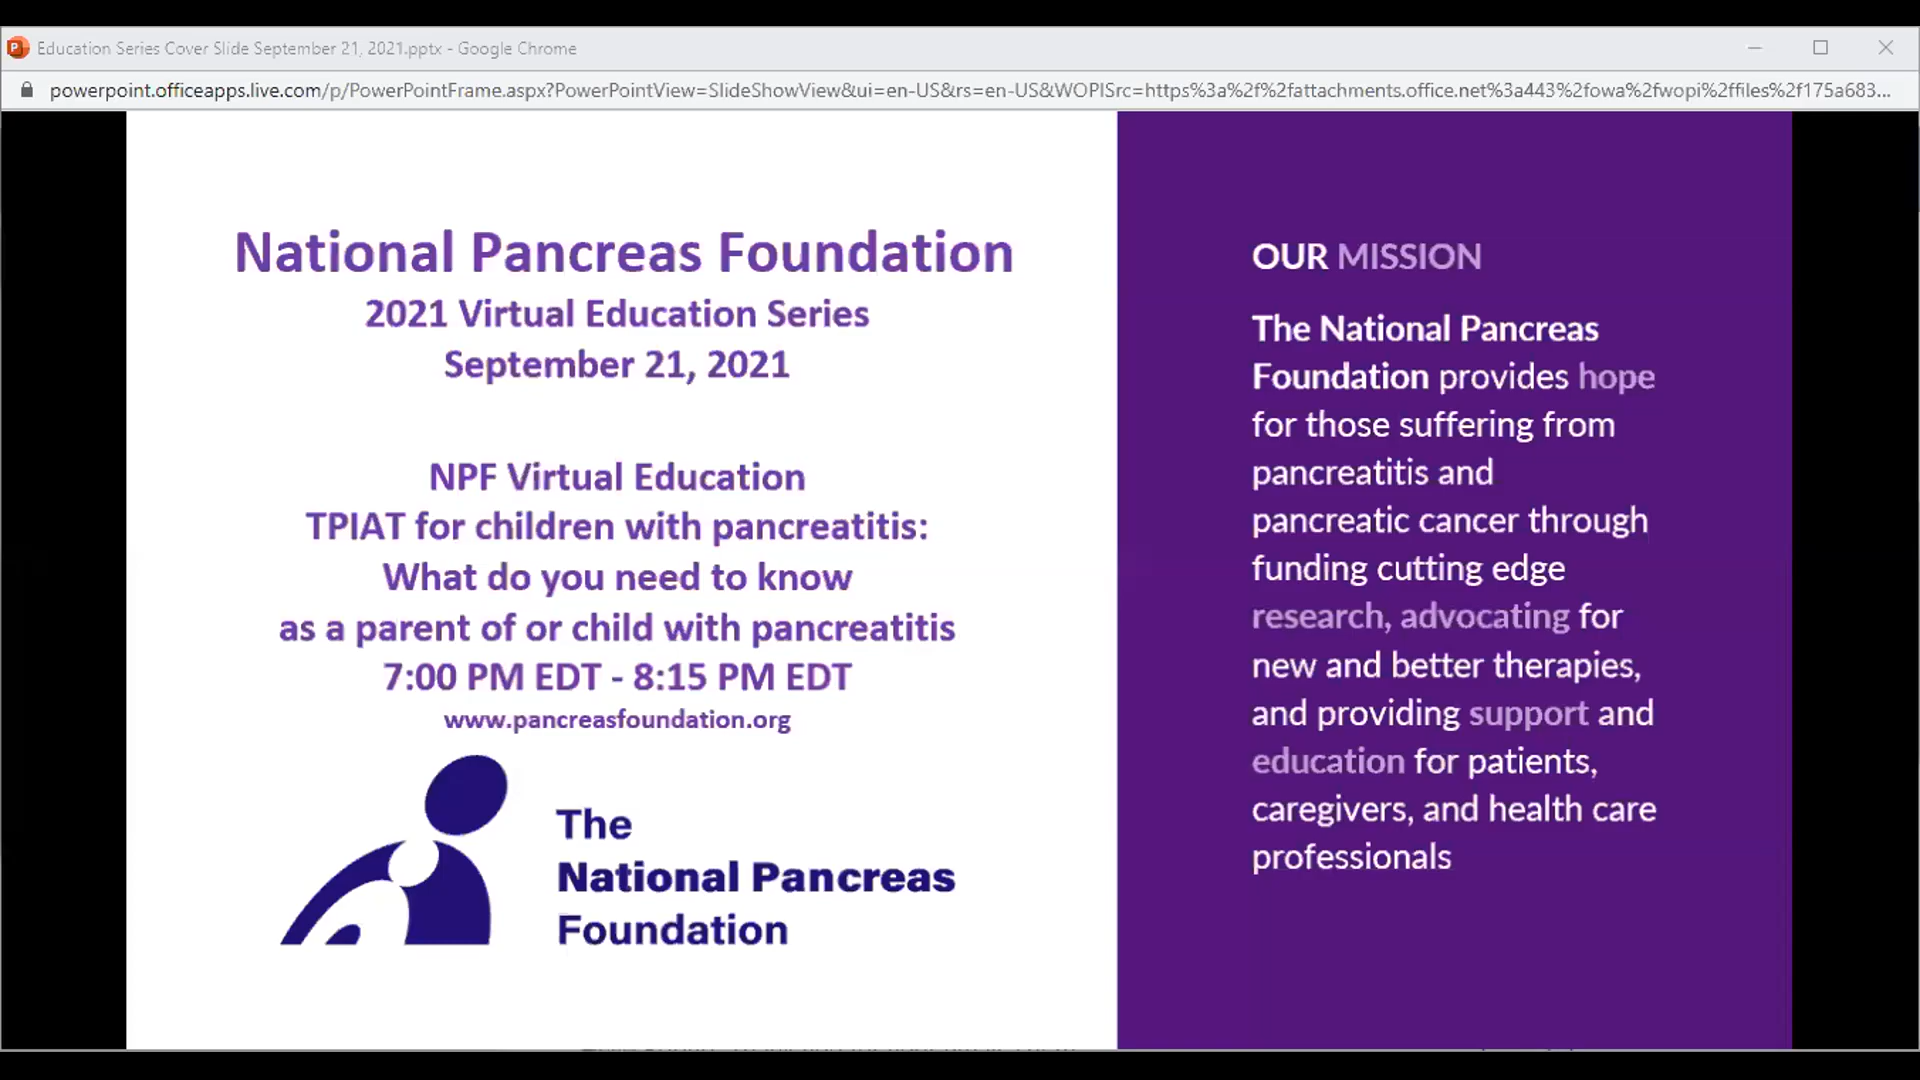 Education Series Cover Slide September 21, 2021.pptx - Google Chrome
powerpoint.officeapps.live.com/p/PowerPointFrame.aspx?PowerPointView=SlideShowView&ui=en-US&rs=en-US&WOPISrc=https%3a%2f%2fattachments.office.net%3a443%2fowa%2fwopi%2ffiles%2f175a683...
National Pancreas Foundation
2021 Virtual Education Series
September 21, 2021
NPF Virtual Education
TPIAT for children with pancreatitis:
What do you need to know
as a parent of or child with pancreatitis
7:00 PM EDT - 8:15 PM EDT
www.pancreasfoundation.org
The
National Pancreas
Foundation
OUR MISSION
The National Pancreas
Foundation provides hope
for those suffering from
pancreatitis and
pancreatic cancer through
funding cutting edge
research, advocating for
new and better therapies,
and providing support and
education for patients,
caregivers, and health care
professionals